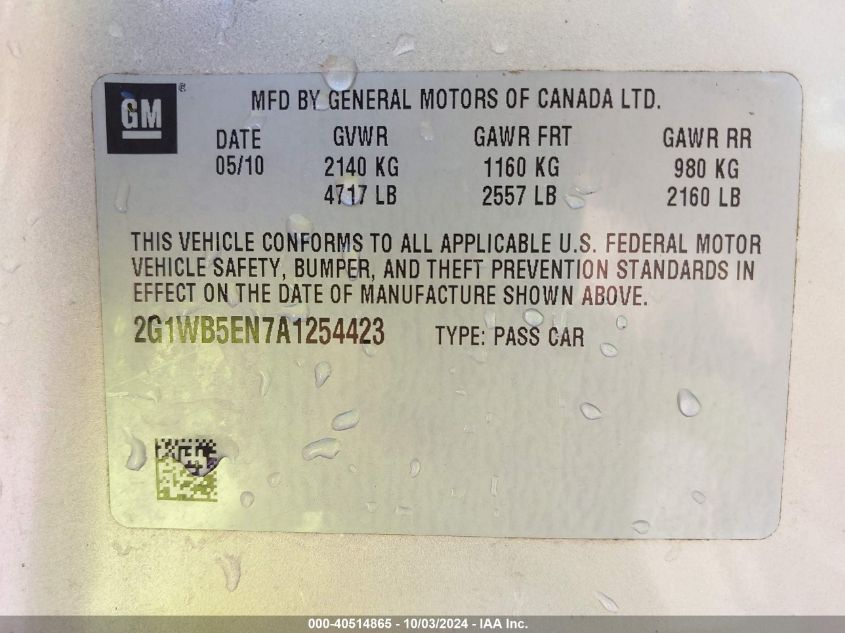 GM ®
MFD BY GENERAL MOTORS OF CANADA LTD.
DATE GVWR GAWR FRT GAWR RR
05/10 2140 KG 1160 KG 980 KG
4717 LB 2557 LB 2160 LB
THIS VEHICLE CONFORMS TO ALL APPLICABLE U.S. FEDERAL MOTOR
VEHICLE SAFETY, BUMPER, AND THEFT PREVENTION STANDARDS IN
EFFECT ON THE DATE OF MANUFACTURE SHOWN ABOVE.
2G1WB5EN7A1254423 TYPE: PASS CAR
000-40514865 - 10/03/2024 - IAA Inc.